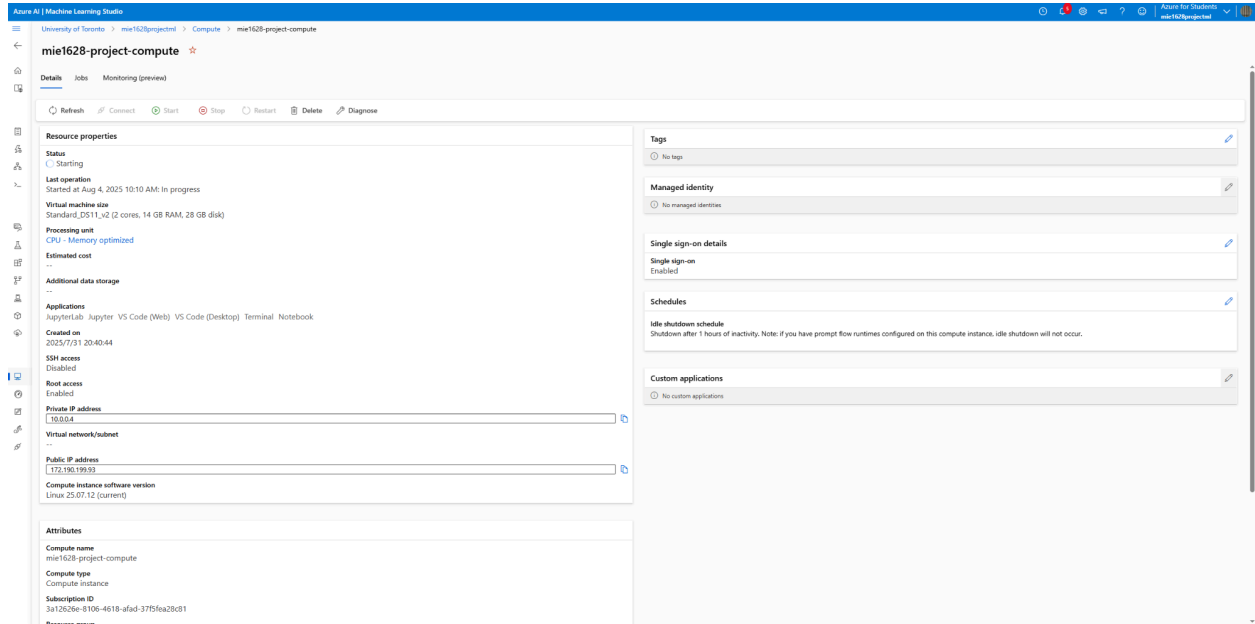 Azure AI | Machine Learning Studio
5
Azure for Students
mie1628projectml
University of Toronto > mie1628projectml > Compute > mie1628-project-compute
mie1628-project-compute
Details Jobs Monitoring (preview)
Refresh Connect Start Stop Restart Delete Diagnose
Resource properties
Status
Starting
Last operation
Started at Aug 4, 2025 10:10 AM: In progress
Virtual machine size
Standard_DS11_v2 (2 cores, 14 GB RAM, 28 GB disk)
Processing unit
CPU - Memory optimized
Estimated cost
--
Additional data storage
--
Applications
JupyterLab Jupyter VS Code (Web) VS Code (Desktop) Terminal Notebook
Created on
2025/7/31 20:40:44
SSH access
Disabled
Root access
Enabled
Private IP address
10.0.0.4
Virtual network/subnet
--
Public IP address
172.190.199.93
Compute instance software version
Linux 25.07.12 (current)
Attributes
Compute name
mie1628-project-compute
Compute type
Compute instance
Subscription ID
3a12626e-8106-4618-afad-37f5fea28c81
Resource group
Tags
No tags
Managed identity
No managed identities
Single sign-on details
Single sign-on
Enabled
Schedules
Idle shutdown schedule
Shutdown after 1 hours of inactivity. Note: if you have prompt flow runtimes configured on this compute instance, idle shutdown will not occur.
Custom applications
No custom applications